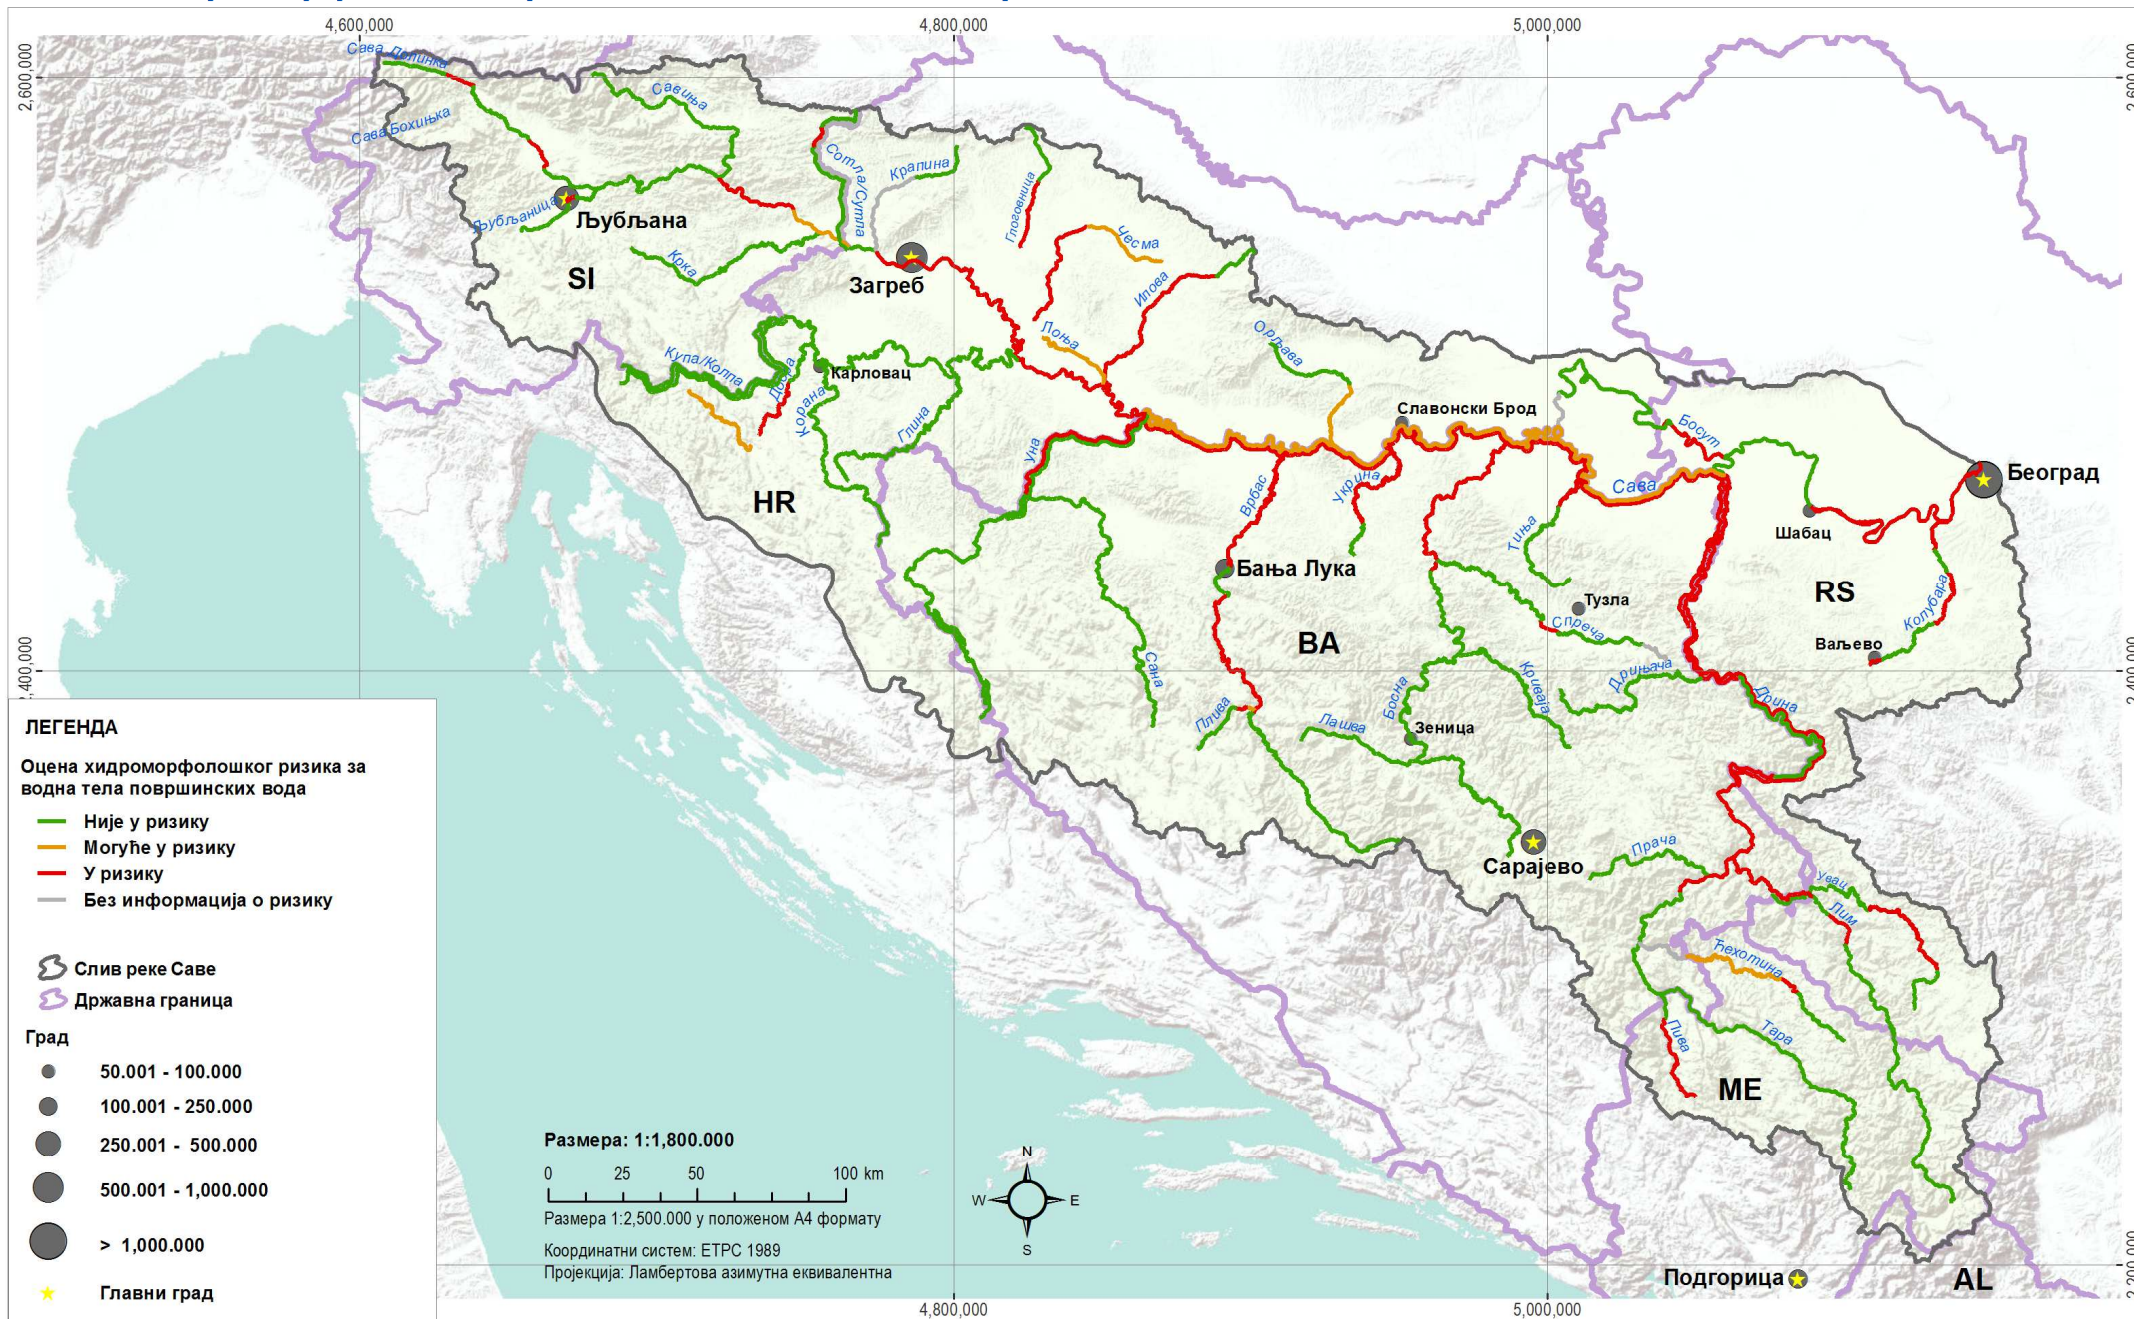 4,600,000
4,800,000
5,000,000
2,600,000
Сава Долинка
Сава Бохињка
Савиња
Сотла/Сутла
Крапина
Глоговница
Љубљаница
Љубљана
Крка
SI
Загреб
Чесма
Илова
Лоња
Орљава
Купа/Колпа
Добра
Карловац
Корана
Глина
Уна
HR
Славонски Брод
Босут
Сава
Београд
Врбас
Укрина
Тиња
Шабац
Бања Лука
Тузла
RS
Колубара
Спреча
Ваљево
BA
Сана
Дрињача
Криваја
Дрина
Босна
Плива
Лашва
Зеница
Сарајево
Прача
Увац
Лим
Ћехотина
Пива
Тара
ME
Подгорица
AL
ЛЕГЕНДА
Оцена хидроморфолошког ризика за
водна тела површинских вода
Није у ризику
Могуће у ризику
У ризику
Без информација о ризику
Слив реке Саве
Државна граница
Град
50.001 - 100.000
100.001 - 250.000
250.001 - 500.000
500.001 - 1,000.000
> 1,000.000
Главни град
Размера: 1:1,800.000
0 25 50 100 km
Размера 1:2,500.000 у положеном А4 формату
Координатни систем: ЕТРС 1989
Пројекција: Ламбертова азимутна еквивалентна
N
W
E
S
4,800,000
5,000,000